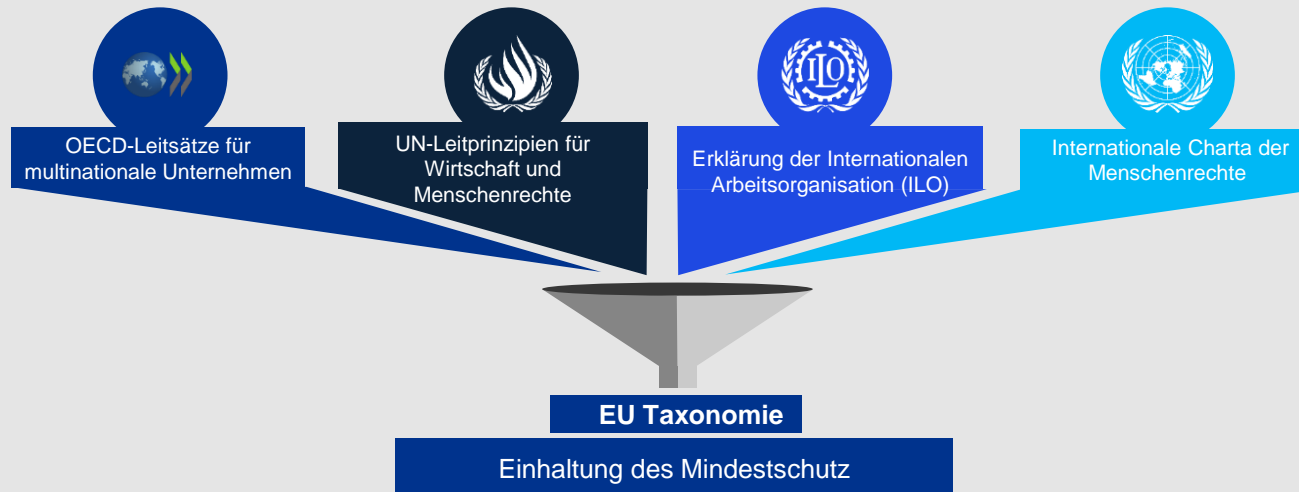 OECD-Leitsätze für
multinationale Unternehmen
UN-Leitprinzipien für
Wirtschaft und
Menschenrechte
ILO
Erklärung der Internationalen
Arbeitsorganisation (ILO)
Internationale Charta der
Menschenrechte
EU Taxonomie
Einhaltung des Mindestschutz